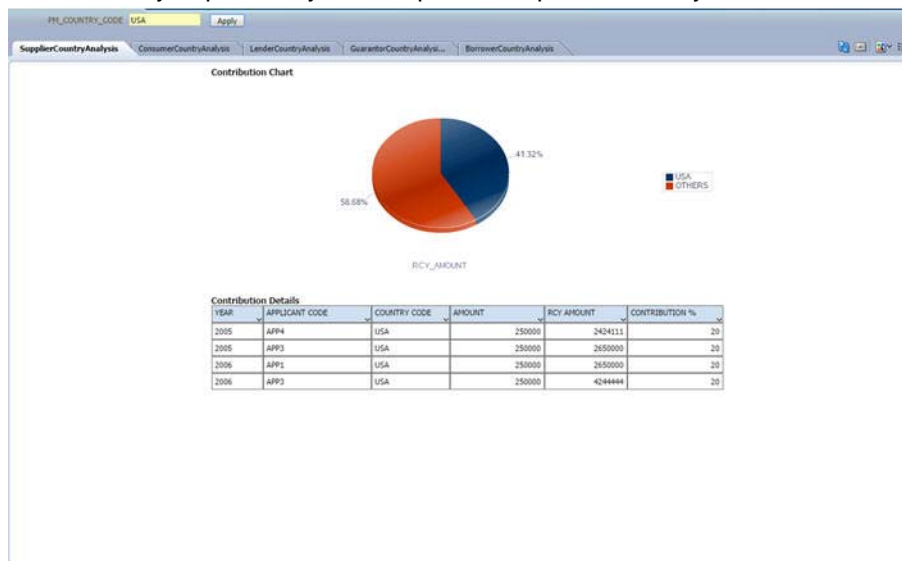 PM_COUNTRY_CODE USA Apply
SupplierCountryAnalysis ConsumerCountryAnalysis LenderCountryAnalysis GuarantorCountryAnalysi... BorrowerCountryAnalysis
Contribution Chart
41.32%
USA
OTHERS
58.68%
RCY_AMOUNT
Contribution Details
YEAR APPLICANT CODE COUNTRY CODE AMOUNT RCY AMOUNT CONTRIBUTION %
2005 APP4 USA 250000 2424111 20
2005 APP3 USA 250000 2650000 20
2006 APP1 USA 250000 2650000 20
2006 APP3 USA 250000 4244444 20